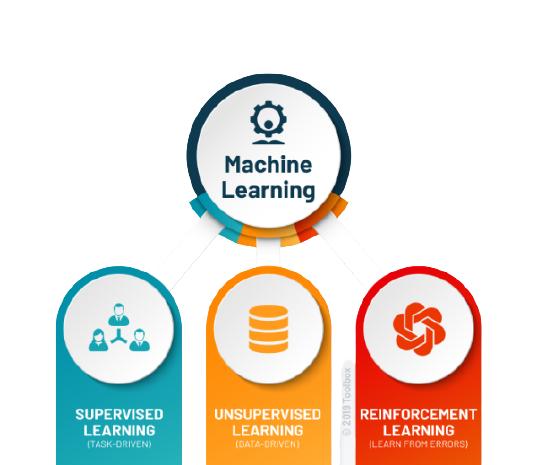 Machine
Learning
SUPERVISED
LEARNING
(TASK-DRIVEN)
UNSUPERVISED
LEARNING
(DATA-DRIVEN)
© 2019 Toolbox
REINFORCEMENT
LEARNING
(LEARN FROM ERRORS)